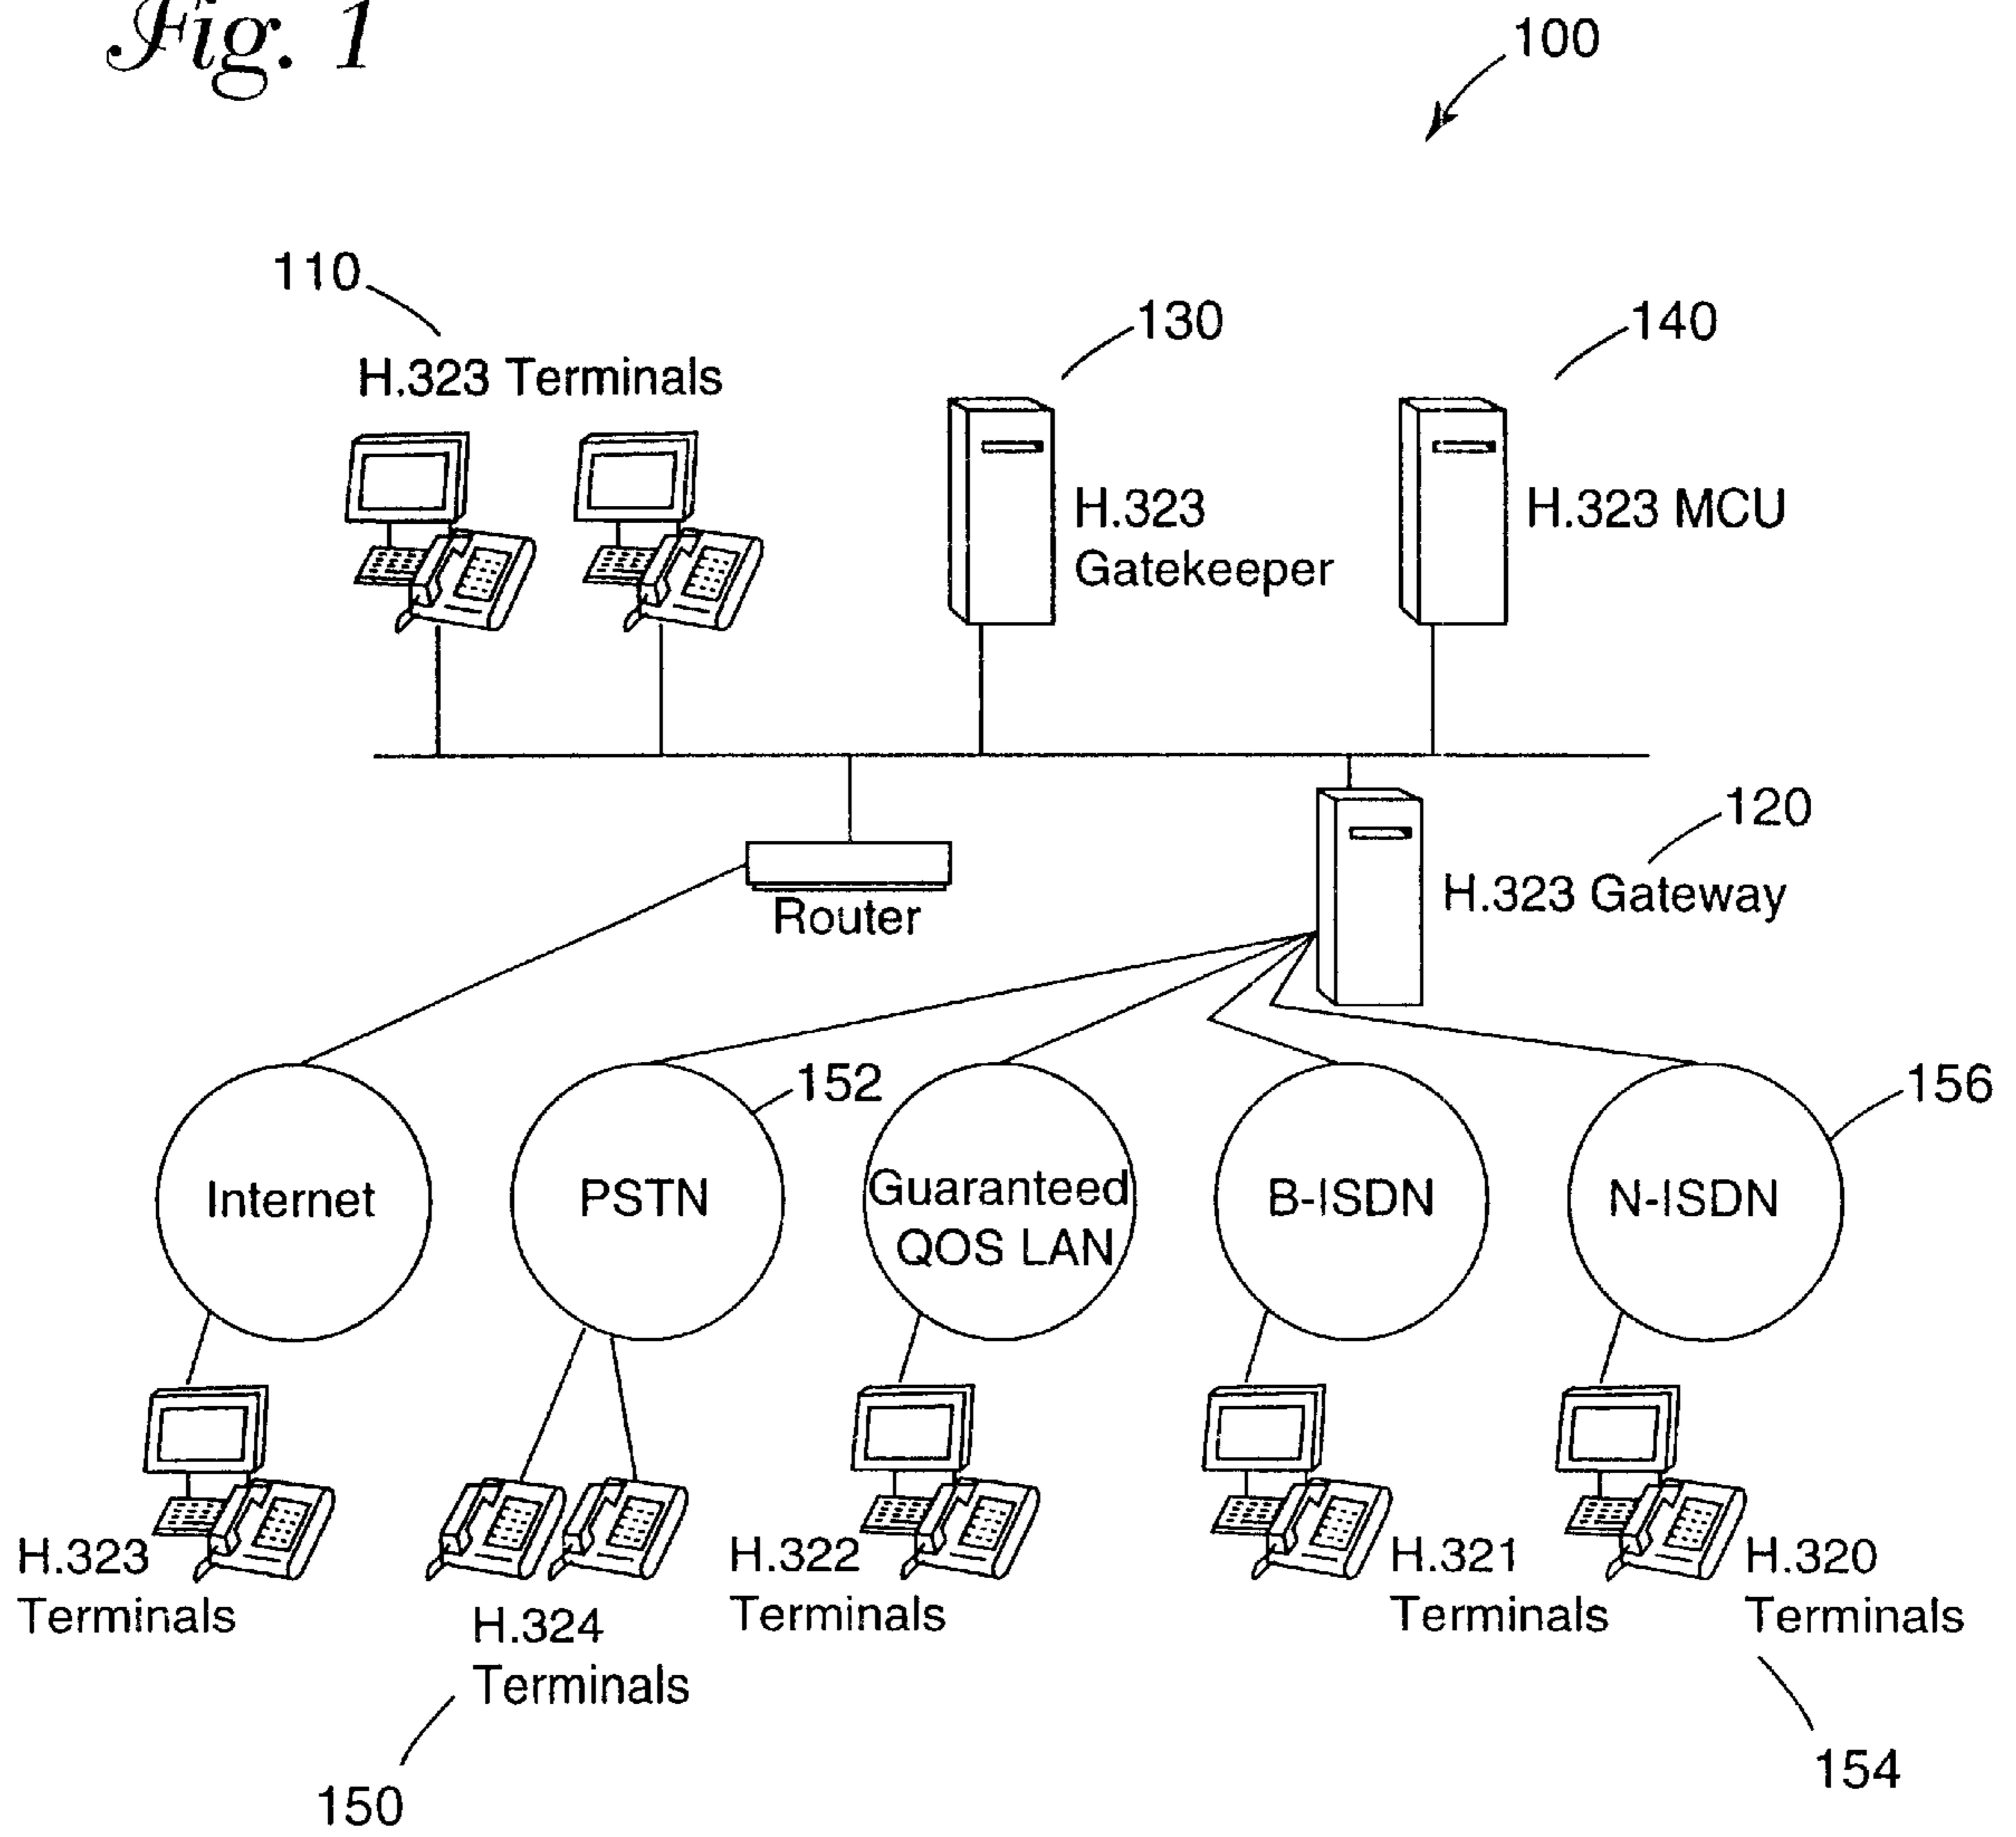 Fig. 1
100
110
130
140
H.323 Terminals
H.323
Gatekeeper
H.323 MCU
120
Router
H.323 Gateway
152
156
Internet
PSTN
Guaranteed
QOS LAN
B-ISDN
N-ISDN
H.323
Terminals
H.324
Terminals
H.322
Terminals
H.321
Terminals
H.320
Terminals
150
154